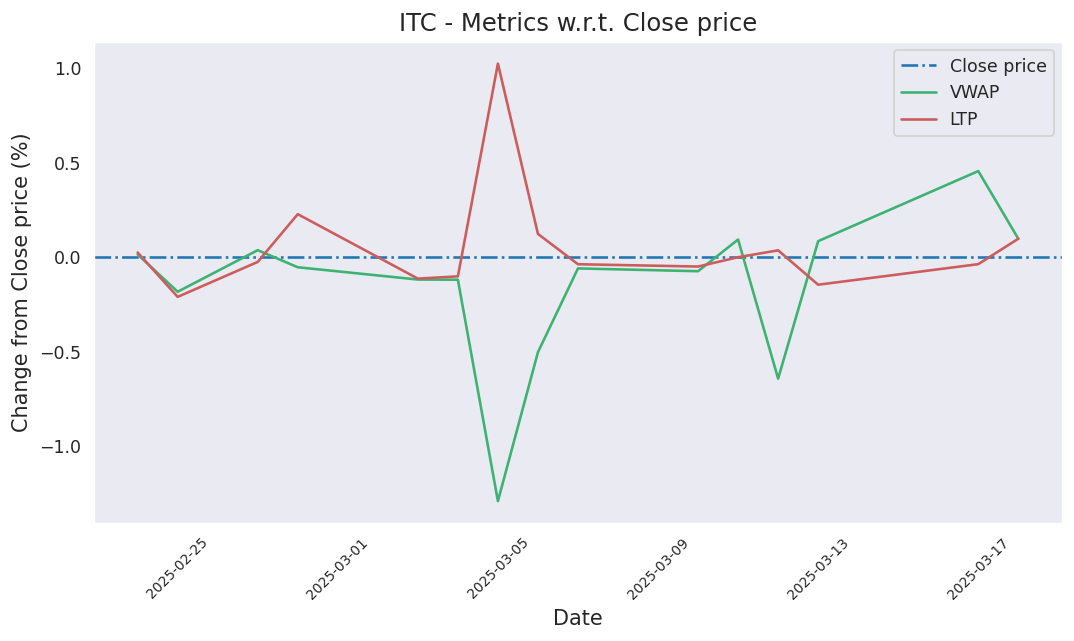 ITC - Metrics w.r.t. Close price
Close price
VWAP
LTP
Change from Close price (%)
1.0
0.5
0.0
−0.5
−1.0
2025-02-25
2025-03-01
2025-03-05
2025-03-09
2025-03-13
2025-03-17
Date